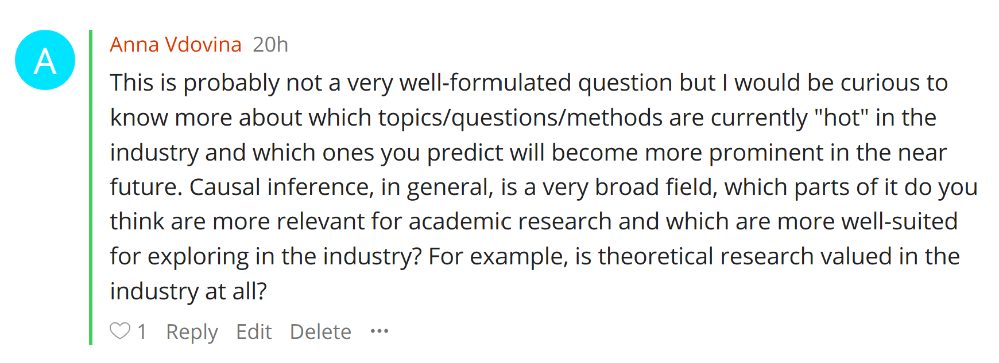 A
Anna Vdovina 20h
This is probably not a very well-formulated question but I would be curious to
know more about which topics/questions/methods are currently "hot" in the
industry and which ones you predict will become more prominent in the near
future. Causal inference, in general, is a very broad field, which parts of it do you
think are more relevant for academic research and which are more well-suited
for exploring in the industry? For example, is theoretical research valued in the
industry at all?
1 Reply Edit Delete ···